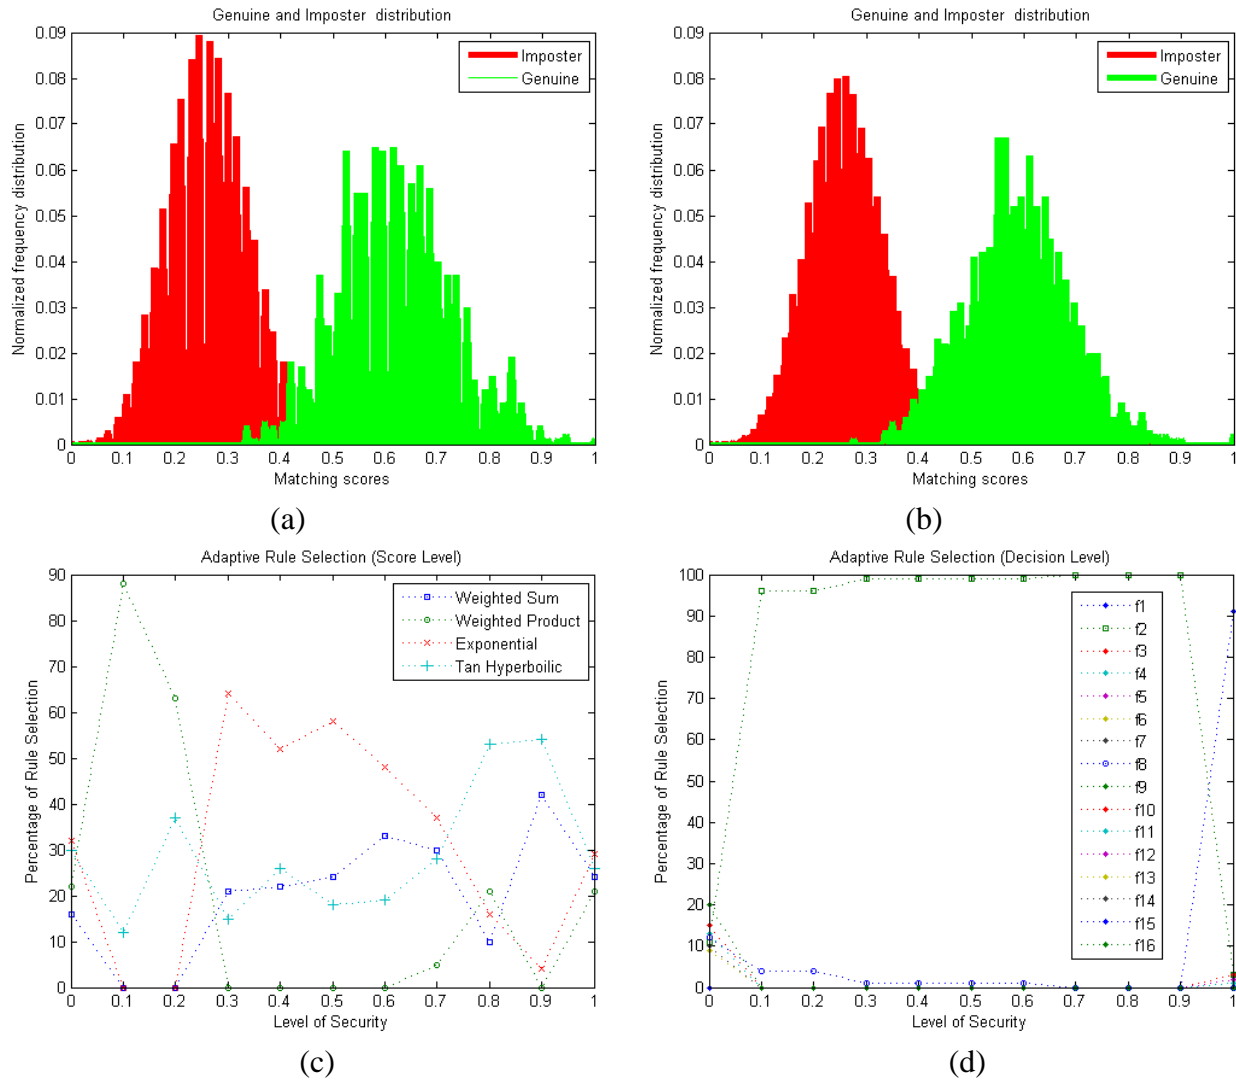 Genuine and Imposter distribution
0.09
0.08
0.07
0.06
0.05
0.04
0.03
0.02
0.01
0
Normalized frequency distribution
Imposter
Genuine
0 0.1 0.2 0.3 0.4 0.5 0.6 0.7 0.8 0.9 1
Matching scores
(a)
Genuine and Imposter distribution
0.09
0.08
0.07
0.06
0.05
0.04
0.03
0.02
0.01
0
Normalized frequency distribution
Imposter
Genuine
0 0.1 0.2 0.3 0.4 0.5 0.6 0.7 0.8 0.9 1
Matching scores
(b)
Adaptive Rule Selection (Score Level)
90
80
70
60
50
40
30
20
10
0
Percentage of Rule Selection
Weighted Sum
Weighted Product
Exponential
Tan Hyperboilic
0 0.1 0.2 0.3 0.4 0.5 0.6 0.7 0.8 0.9 1
Level of Security
(c)
Adaptive Rule Selection (Decision Level)
100
90
80
70
60
50
40
30
20
10
0
Percentage of Rule Selection
f1
f2
f3
f4
f5
f6
f7
f8
f9
f10
f11
f12
f13
f14
f15
f16
0 0.1 0.2 0.3 0.4 0.5 0.6 0.7 0.8 0.9 1
Level of Security
(d)